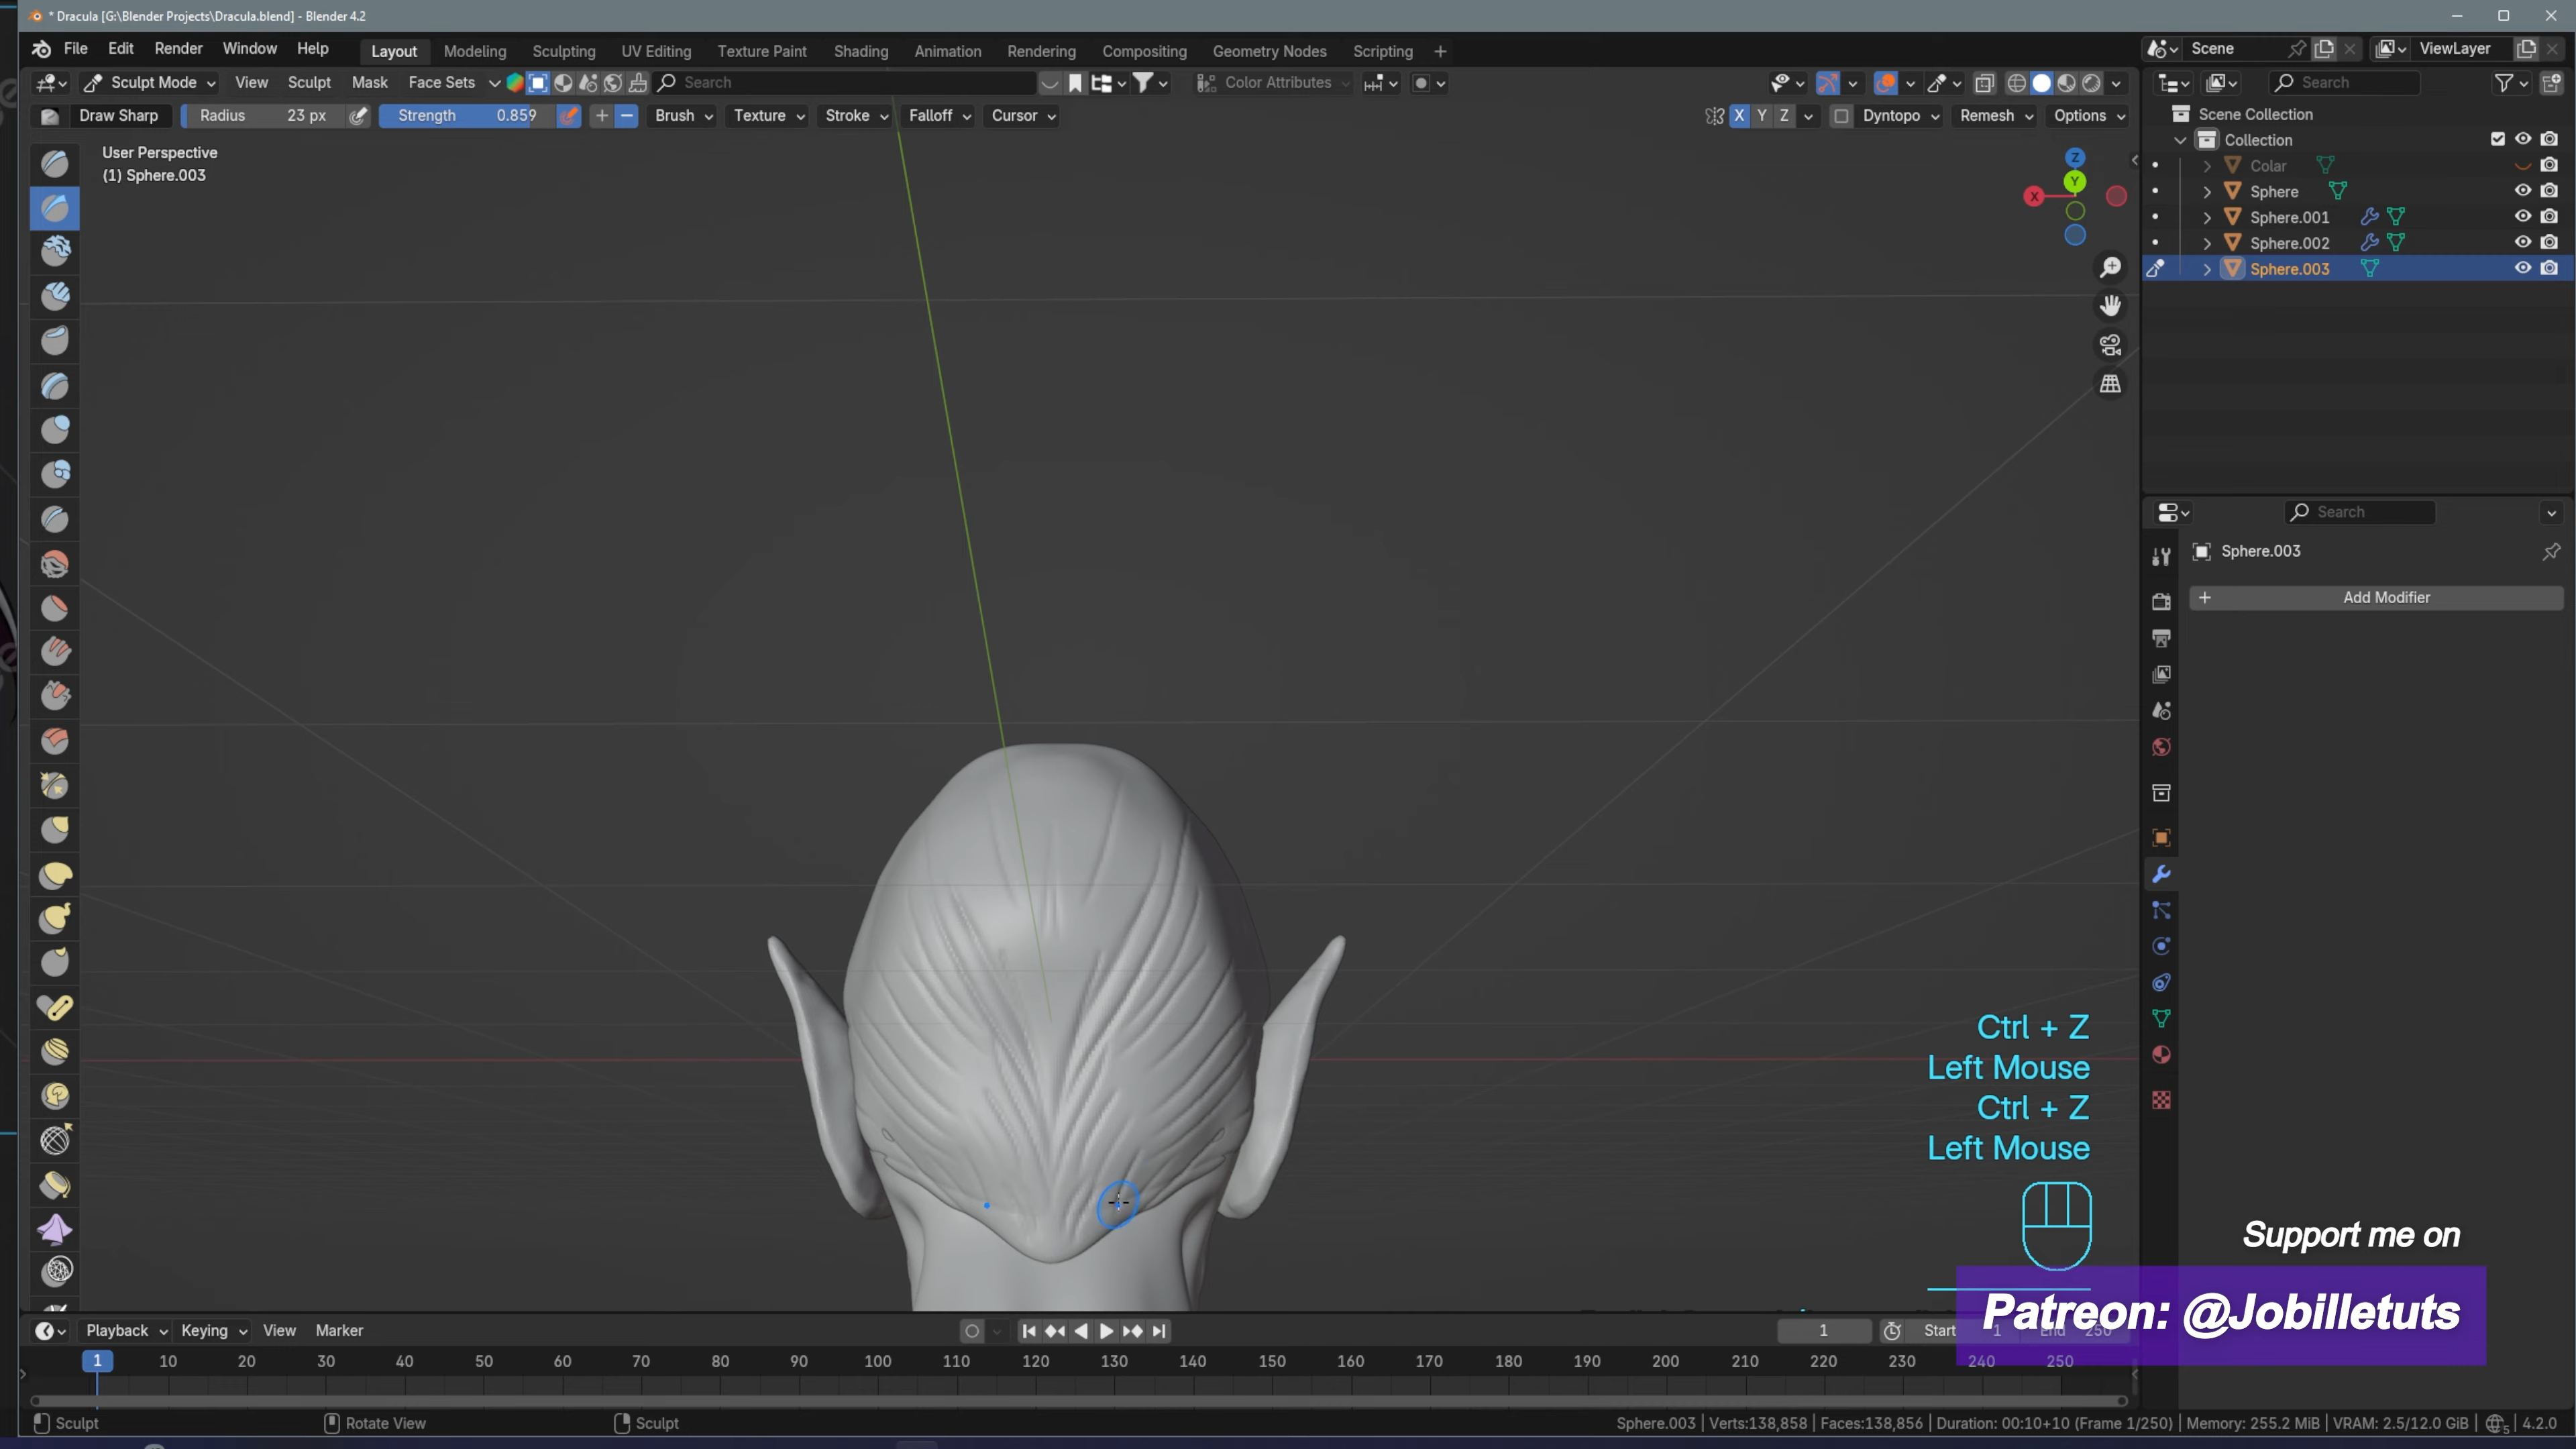 * Dracula [G:\Blender Projects\Dracula.blend] - Blender 4.2
File Edit Render Window Help Layout Modeling Sculpting UV Editing Texture Paint Shading Animation Rendering Compositing Geometry Nodes Scripting + Scene ViewLayer
Sculpt Mode View Sculpt Mask Face Sets Search Color Attributes Search
Draw Sharp Radius 23 px Strength 0.859 Brush Texture Stroke Falloff Cursor X Y Z Dyntopo Remesh Options
Scene Collection
Collection
Colar
Sphere
Sphere.001
Sphere.002
Sphere.003
User Perspective
(1) Sphere.003
Z
Y
X
Search
Sphere.003
+ Add Modifier
Ctrl + Z
Left Mouse
Ctrl + Z
Left Mouse
Support me on
Patreon: @Jobilletuts
Playback Keying View Marker 1 Start 1 End 250
1 10 20 30 40 50 60 70 80 90 100 110 120 130 140 150 160 170 180 190 200 210 220 230 240 250
Sculpt Rotate View Sculpt Sphere.003 | Verts:138,858 | Faces:138,856 | Duration: 00:10+10 (Frame 1/250) | Memory: 255.2 MiB | VRAM: 2.5/12.0 GiB | 5 | 4.2.0